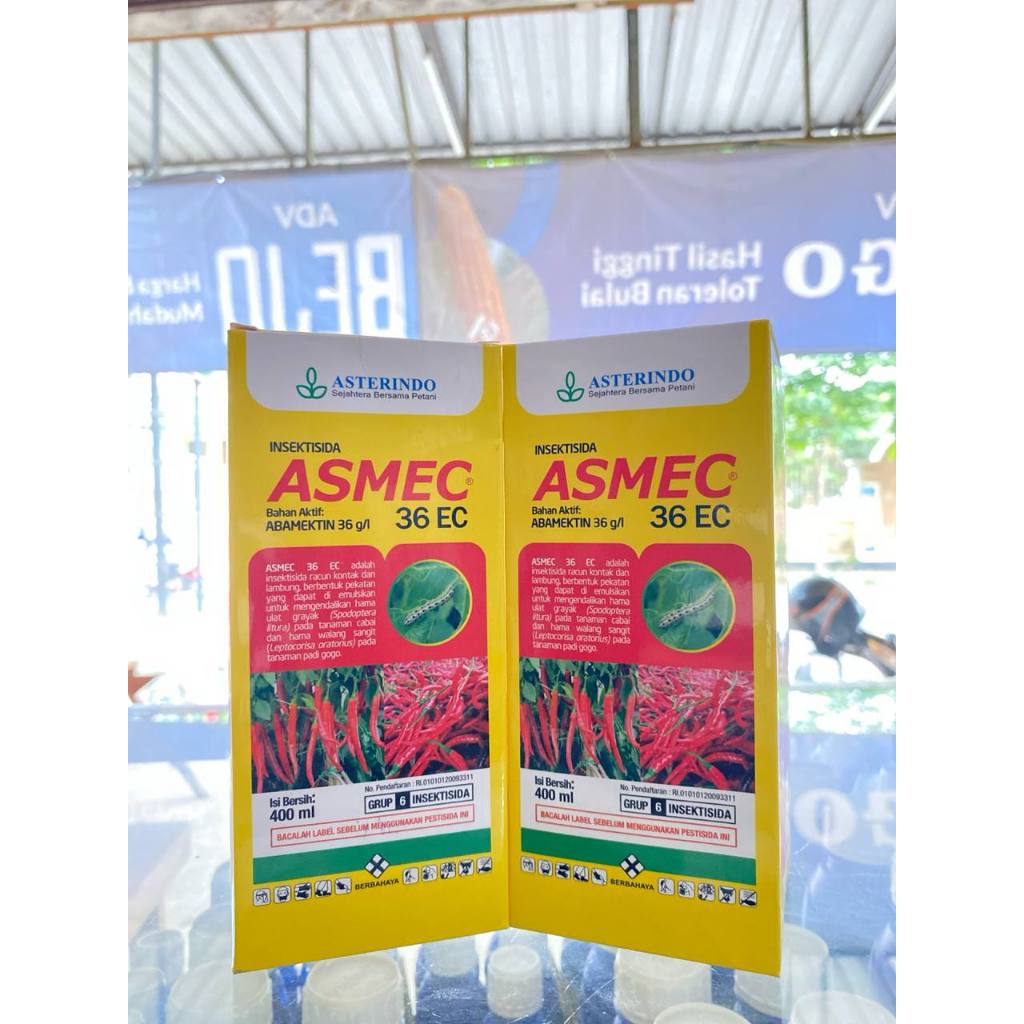 ADV
BEJO
Harga
Mudah
Hasil Tinggi
Toleran Bulai
GO
V
ASTERINDO
Sejahtera Bersama Petani
INSEKTISIDA
ASMEC®
Bahan Aktif:
ABAMEKTIN 36 g/l
36 EC
ASMEC 36 EC adalah
insektisida racun kontak dan
lambung, berbentuk pekatan
yang dapat di emulsikan
untuk mengendalikan hama
ulat grayak (Spodoptera
litura) pada tanaman cabai
dan hama walang sangit
(Leptocorisa oratorius) pada
tanaman padi gogo.
Isi Bersih:
400 ml
No. Pendaftaran : RI.01010120093311
GRUP 6 INSEKTISIDA
BACALAH LABEL SEBELUM MENGGUNAKAN PESTISIDA INI
BERBAHAYA
ASTERINDO
Sejahtera Bersama Petani
INSEKTISIDA
ASMEC®
Bahan Aktif:
ABAMEKTIN 36 g/l
36 EC
ASMEC 36 EC adalah
insektisida racun kontak dan
lambung, berbentuk pekatan
yang dapat di emulsikan
untuk mengendalikan hama
ulat grayak (Spodoptera
litura) pada tanaman cabai
dan hama walang sangit
(Leptocorisa oratorius) pada
tanaman padi gogo.
Isi Bersih:
400 ml
No. Pendaftaran : RI.01010120093311
GRUP 6 INSEKTISIDA
BACALAH LABEL SEBELUM MENGGUNAKAN PESTISIDA INI
BERBAHAYA